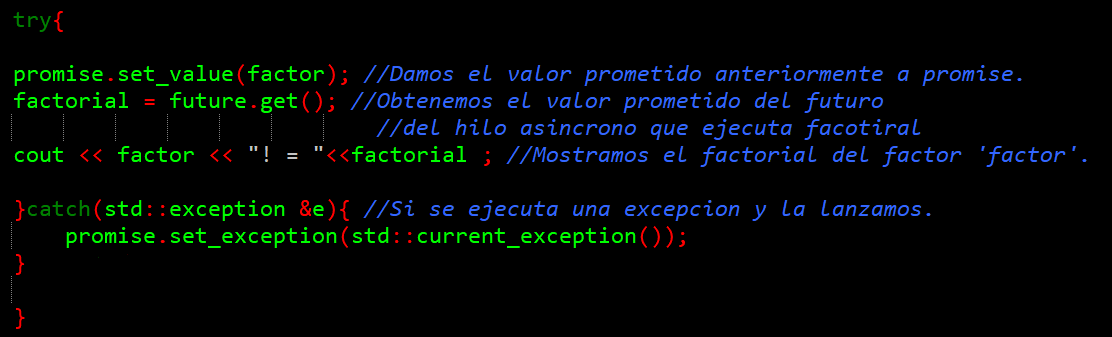 try{
promise.set_value(factor); //Damos el valor prometido anteriormente a promise.
factorial = future.get(); //Obtenemos el valor prometido del futuro
//del hilo asincrono que ejecuta facotiral
cout << factor << "! = "<<factorial ; //Mostramos el factorial del factor 'factor'.
}catch(std::exception &e){ //Si se ejecuta una excepcion y la lanzamos.
promise.set_exception(std::current_exception());
}
}